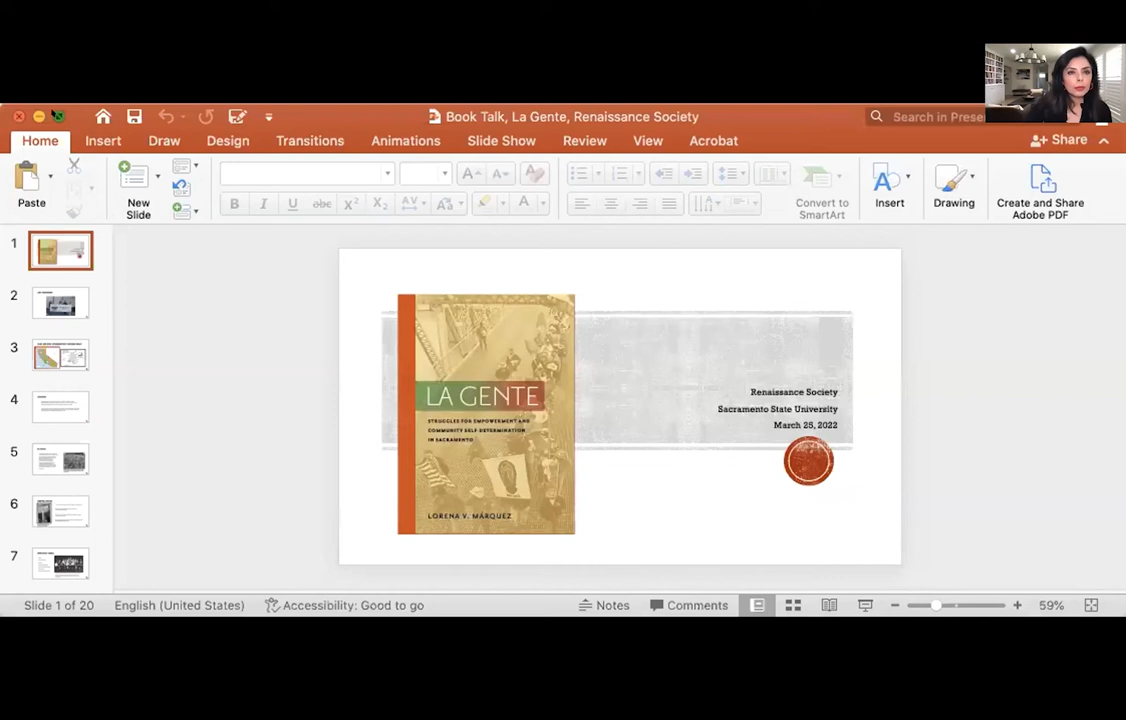 Book Talk, La Gente, Renaissance Society
Search in Prese
Home Insert Draw Design Transitions Animations Slide Show Review View Acrobat Share
Paste
New
Slide
Convert to
SmartArt
Insert
Drawing
Create and Share
Adobe PDF
1
2
3
4
5
6
7
LA GENTE
STRUGGLES FOR EMPOWERMENT AND
COMMUNITY SELF-DETERMINATION
IN SACRAMENTO
LORENA V. MÁRQUEZ
Renaissance Society
Sacramento State University
March 25, 2022
Slide 1 of 20 English (United States) Accessibility: Good to go Notes Comments 59%